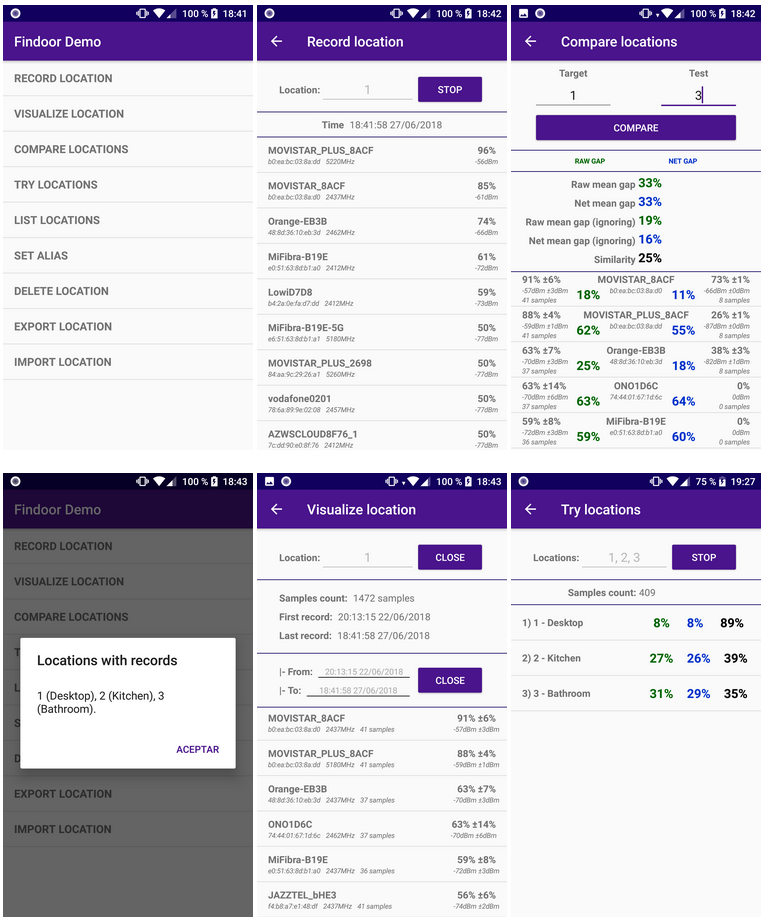 18:41
100 %
Findoor Demo
RECORD LOCATION
VISUALIZE LOCATION
COMPARE LOCATIONS
TRY LOCATIONS
LIST LOCATIONS
SET ALIAS
DELETE LOCATION
EXPORT LOCATION
IMPORT LOCATION
100 % 18:42
Record location
Location: 1 STOP
Time 18:41:58 27/06/2018
MOVISTAR_PLUS_8ACF 96%
b0:ea:bc:03:8a:dd 5220MHz -56dBm
MOVISTAR_8ACF 85%
b0:ea:bc:03:8a:d0 2437MHz -61dBm
Orange-EB3B 74%
48:8d:36:10:eb:3d 2462MHz -66dBm
MiFibra-B19E 61%
e0:51:63:8d:b1:a0 2412MHz -72dBm
LowiD7D8 59%
b4:2a:0e:fa:d7:dd 2412MHz -73dBm
MiFibra-B19E-5G 50%
e6:51:63:8d:b1:a1 5180MHz -77dBm
MOVISTAR_PLUS_2698 50%
84:aa:9c:29:26:a1 5260MHz -77dBm
vodafone0201 50%
78:6a:89:9e:02:08 2457MHz -77dBm
AZWSCLOUD8F76_1 50%
7c:dd:90:e0:8f:76 2412MHz -77dBm
100 % 18:42
Compare locations
Target Test
1 3
COMPARE
RAW GAP NET GAP
Raw mean gap 33%
Net mean gap 33%
Raw mean gap (ignoring) 19%
Net mean gap (ignoring) 16%
Similarity 25%
91% ±6% MOVISTAR_8ACF 73% ±1%
-57dBm ±3dBm 18% b0:ea:bc:03:8a:d0 11% -66dBm ±0dBm
41 samples 8 samples
88% ±4% MOVISTAR_PLUS_8ACF 26% ±1%
-59dBm ±1dBm 62% b0:ea:bc:03:8a:dd 55% -87dBm ±0dBm
41 samples 8 samples
63% ±7% Orange-EB3B 38% ±3%
-70dBm ±3dBm 25% 48:8d:36:10:eb:3d 18% -82dBm ±1dBm
37 samples 8 samples
63% ±14% ONO1D6C 0%
-70dBm ±6dBm 63% 74:44:01:67:1d:6c 64% 0dBm
37 samples 0 samples
59% ±8% MiFibra-B19E 0%
-72dBm ±3dBm 59% e0:51:63:8d:b1:a0 60% 0dBm
36 samples 0 samples
100 % 18:43
Findoor Demo
RECORD LOCATION
VISUALIZE LOCATION
COMPARE LOCATIONS
T
Locations with records
L
1 (Desktop), 2 (Kitchen), 3
(Bathroom).
S
D
ACEPTAR
EXPORT LOCATION
IMPORT LOCATION
100 % 18:43
Visualize location
Location: 1 CLOSE
Samples count: 1472 samples
First record: 20:13:15 22/06/2018
Last record: 18:41:58 27/06/2018
|- From: 20:13:15 22/06/2018
CLOSE
|- To: 18:41:58 27/06/2018
MOVISTAR_8ACF 91% ±6%
b0:ea:bc:03:8a:d0 2437MHz 41 samples -57dBm ±3dBm
MOVISTAR_PLUS_8ACF 88% ±4%
b0:ea:bc:03:8a:dd 5180MHz 41 samples -59dBm ±1dBm
Orange-EB3B 63% ±7%
48:8d:36:10:eb:3d 2462MHz 37 samples -70dBm ±3dBm
ONO1D6C 63% ±14%
74:44:01:67:1d:6c 2462MHz 37 samples -70dBm ±6dBm
MiFibra-B19E 59% ±8%
e0:51:63:8d:b1:a0 2437MHz 36 samples -72dBm ±3dBm
JAZZTEL_bHE3 56% ±6%
f4:b8:a7:e1:48:df 2437MHz 41 samples -74dBm ±2dBm
75 % 19:27
Try locations
Locations: 1, 2, 3 STOP
Samples count: 409
1) 1 - Desktop 8% 8% 89%
2) 2 - Kitchen 27% 26% 39%
3) 3 - Bathroom 31% 29% 35%